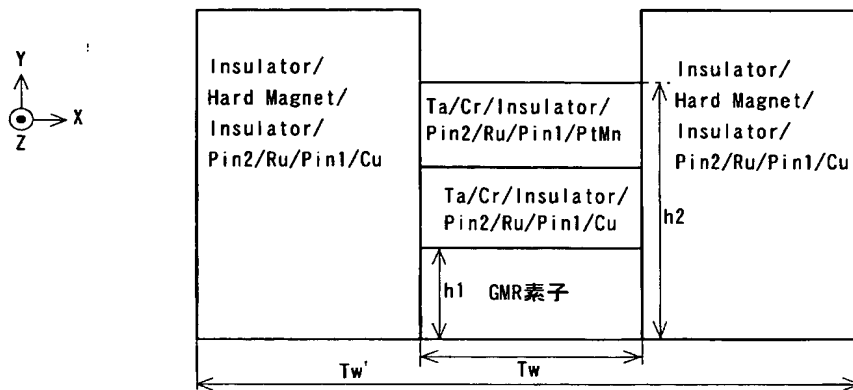 Y
X
Z
Insulator/
Hard Magnet/
Insulator/
Pin2/Ru/Pin1/Cu
Ta/Cr/Insulator/
Pin2/Ru/Pin1/PtMn
Ta/Cr/Insulator/
Pin2/Ru/Pin1/Cu
h1 GMR素子
h2
Insulator/
Hard Magnet/
Insulator/
Pin2/Ru/Pin1/Cu
Tw' Tw